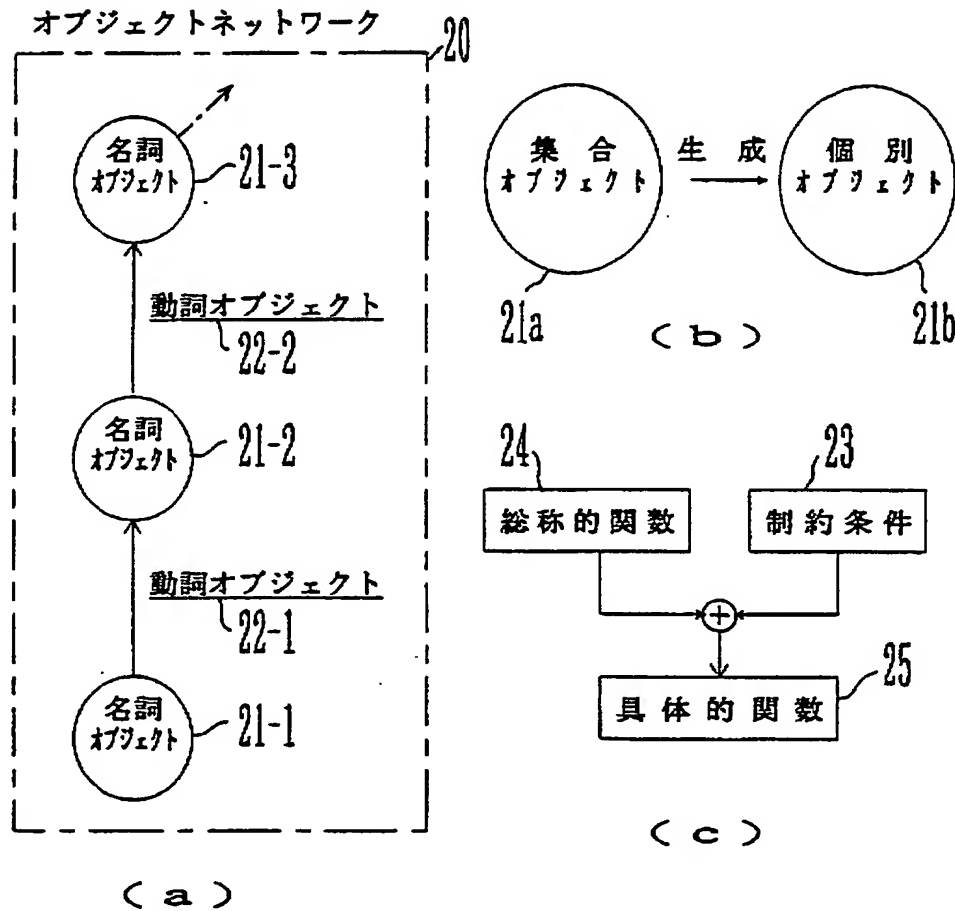 オブジェクトネットワーク
20
名詞
オブジェクト
21-3
動詞オブジェクト
22-2
名詞
オブジェクト
21-2
動詞オブジェクト
22-1
名詞
オブジェクト
21-1
(a)
集合
オブジェクト
生成
個別
オブジェクト
21a
21b
(b)
24
23
総称的関数
制約条件
+
25
具体的関数
(c)